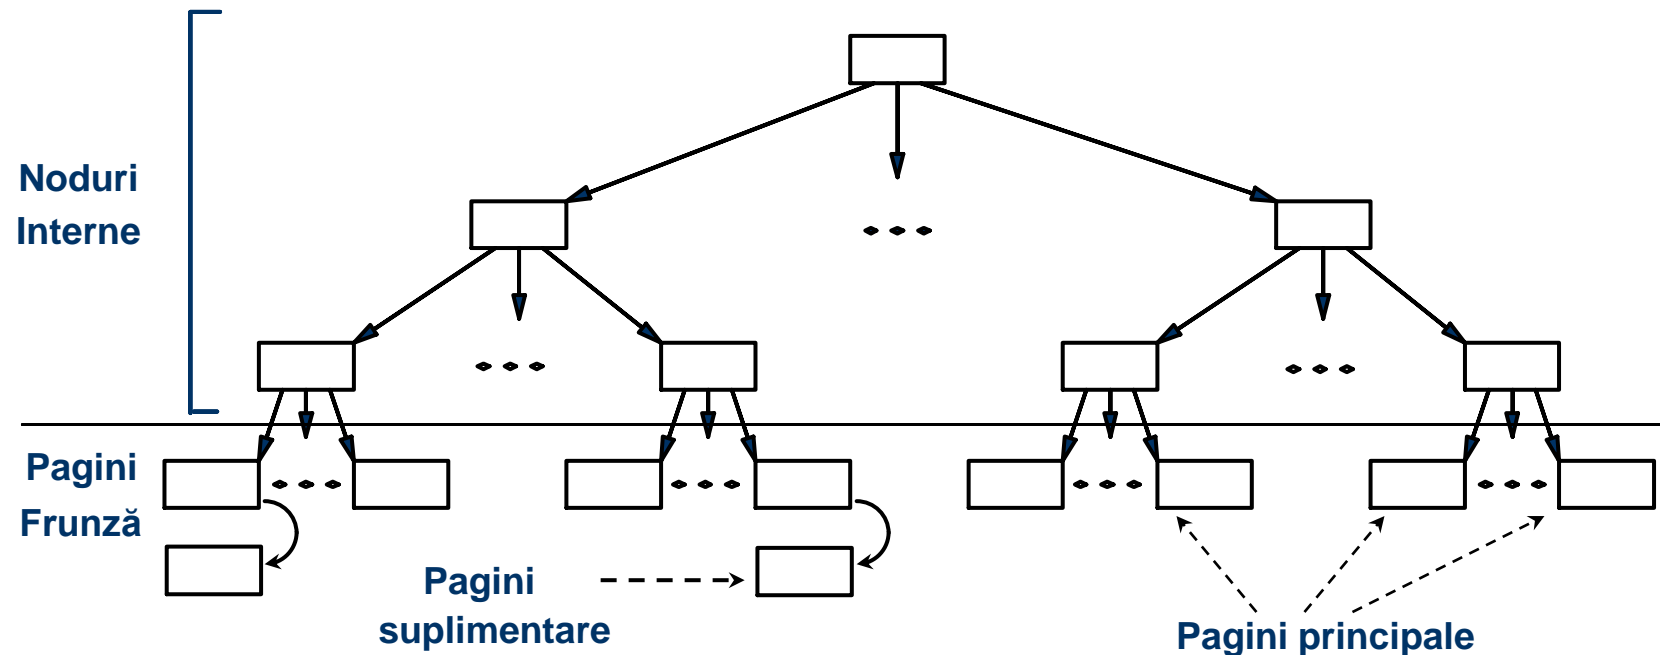 Noduri
Interne
Pagini
Frunză
Pagini
suplimentare
Pagini principale